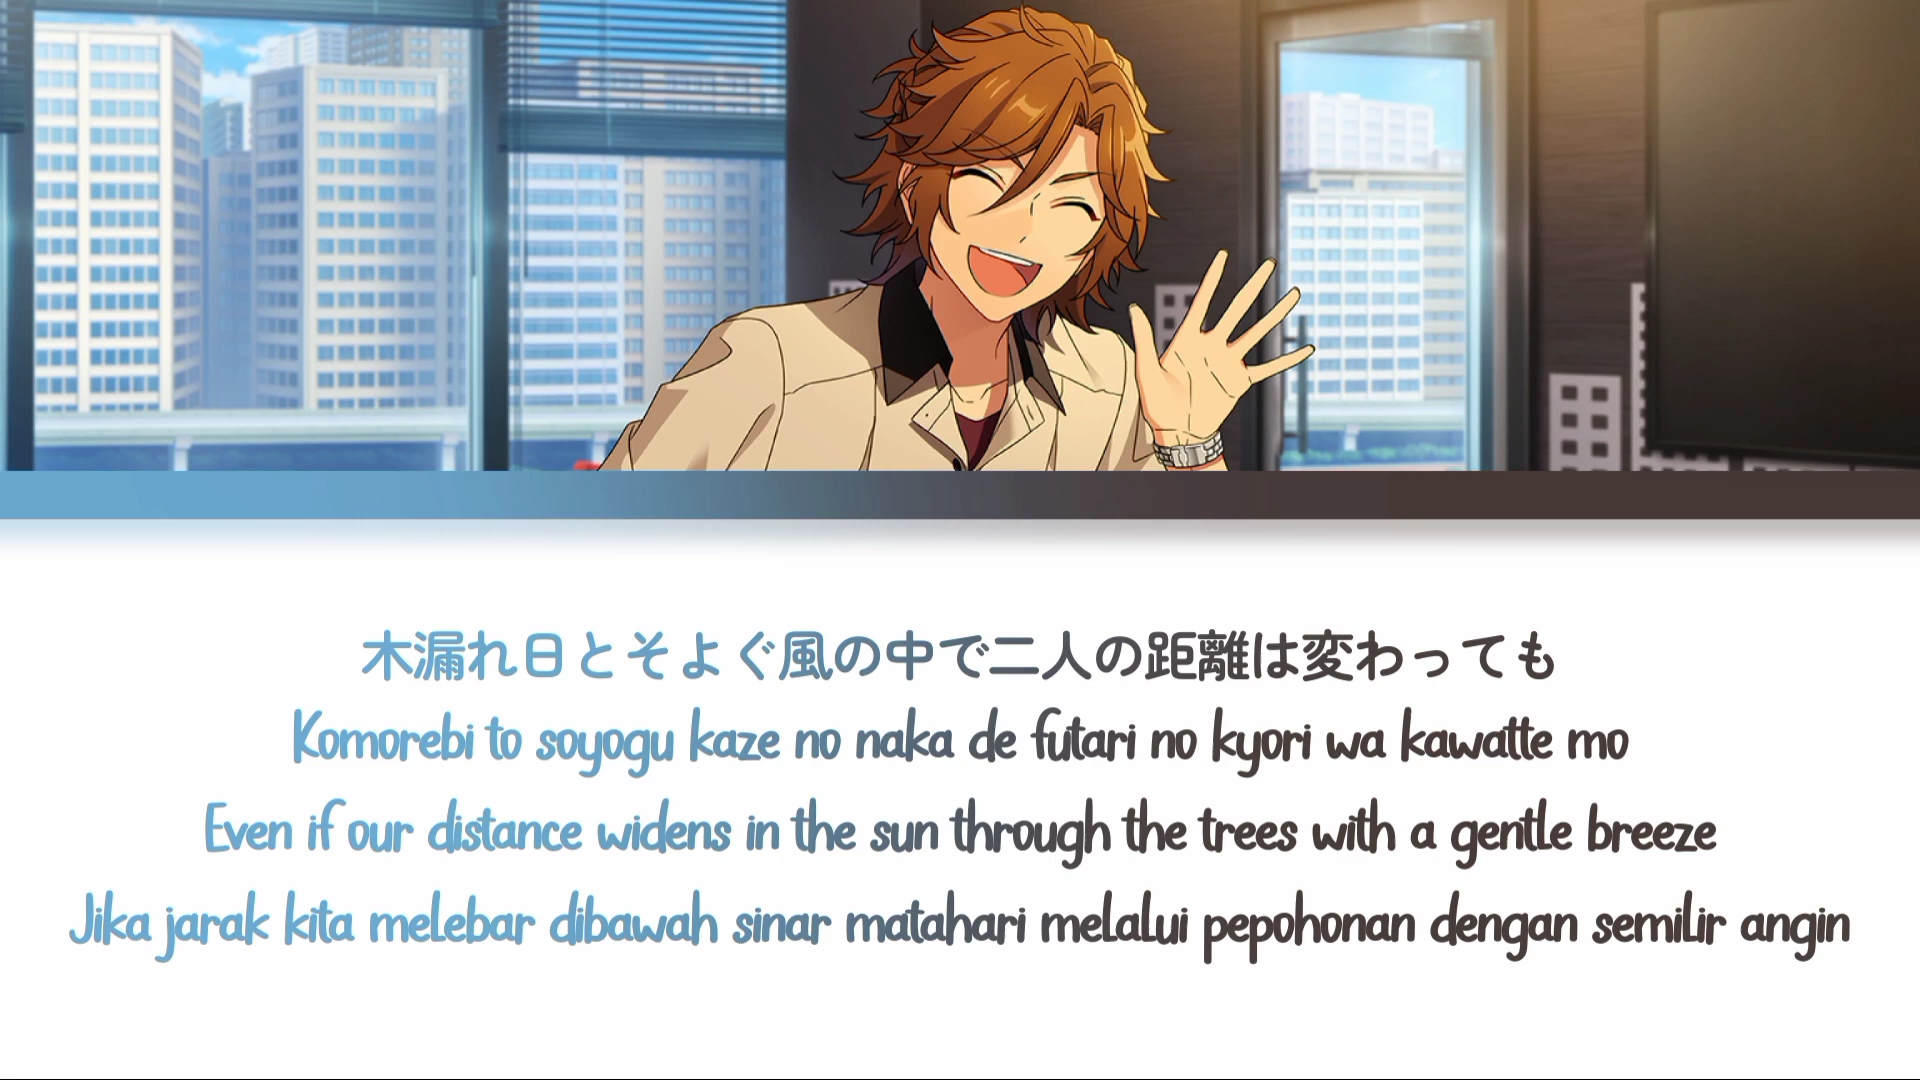 木漏れ日とそよぐ風の中で二人の距離は変わっても
Komorebi to soyogu kaze no naka de futari no kyori wa kawatte mo
Even if our distance widens in the sun through the trees with a gentle breeze
Jika jarak kita melebar dibawah sinar matahari melalui pepohonan dengan semilir angin